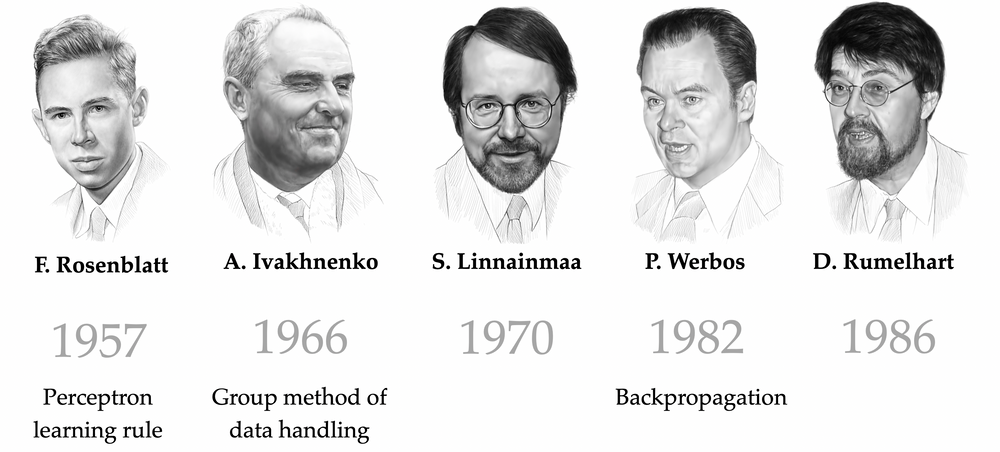 F. Rosenblatt
A. Ivakhnenko
S. Linnainmaa
P. Werbos
D. Rumelhart
1957
1966
1970
1982
1986
Perceptron
learning rule
Group method of
data handling
Backpropagation